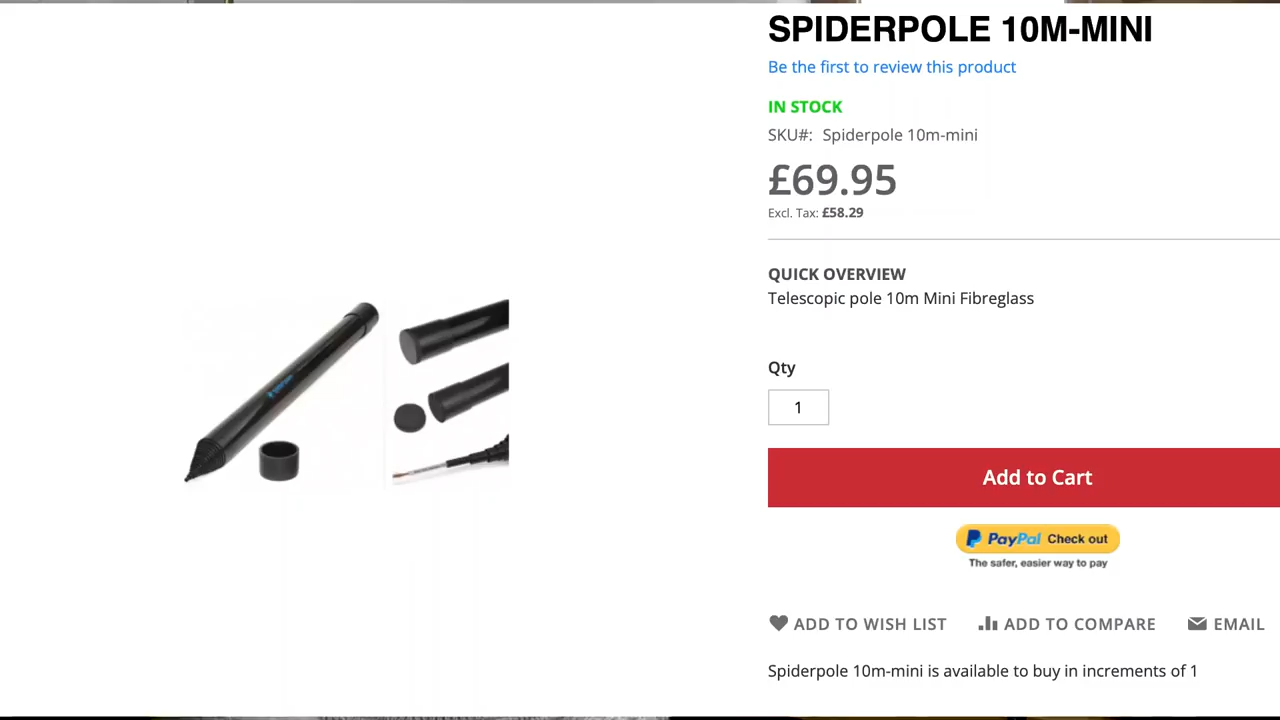 SPIDERPOLE 10M-MINI
Be the first to review this product
IN STOCK
SKU#: Spiderpole 10m-mini
£69.95
Excl. Tax: £58.29
QUICK OVERVIEW
Telescopic pole 10m Mini Fibreglass
Qty
1
Add to Cart
PayPal Check out
The safer, easier way to pay
ADD TO WISH LIST
ADD TO COMPARE
EMAIL
Spiderpole 10m-mini is available to buy in increments of 1